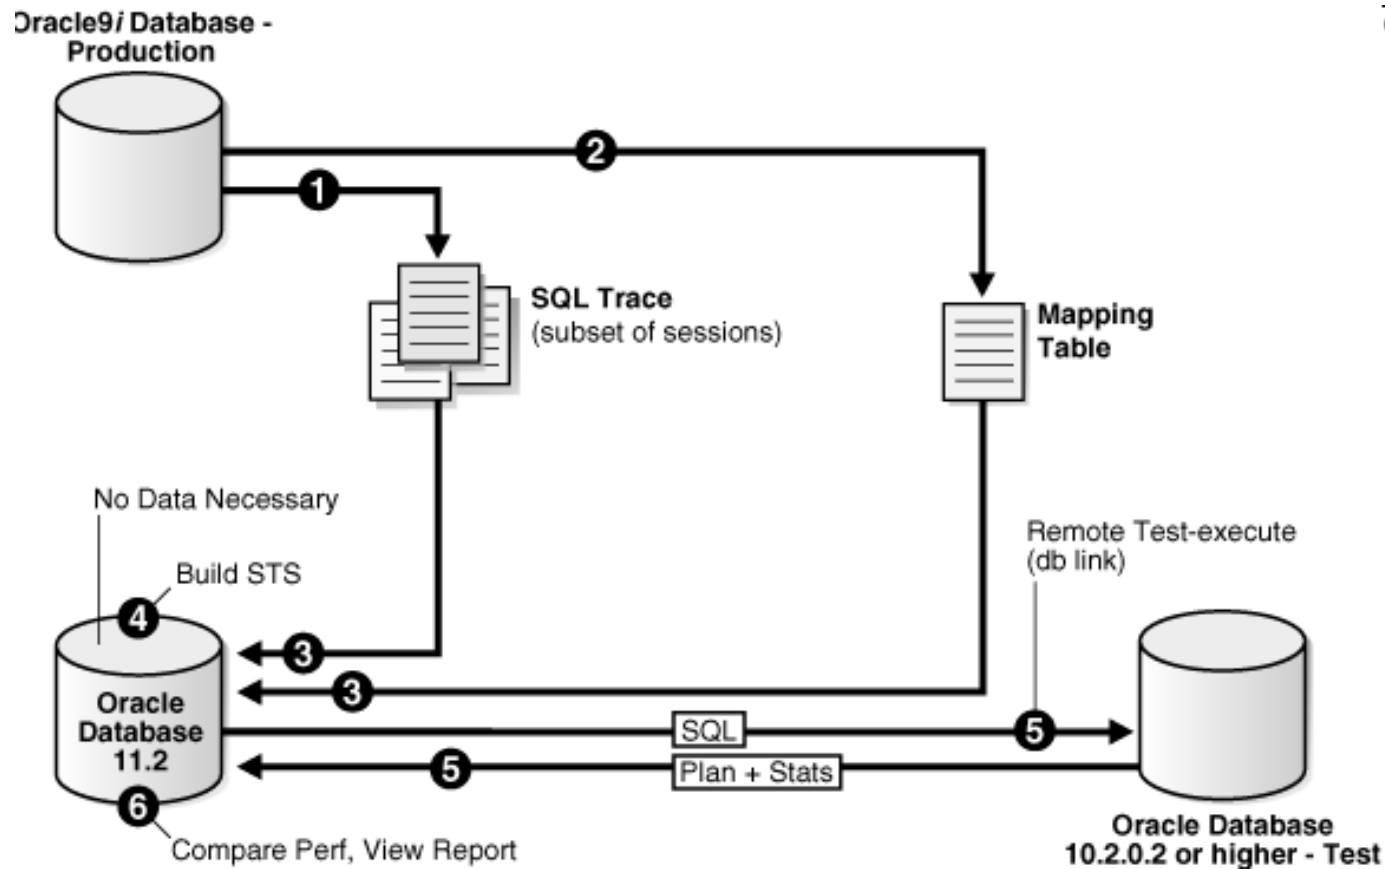 Oracle9i Database -
Production
2
1
SQL Trace
(subset of sessions)
Mapping
Table
No Data Necessary
Build STS
Remote Test-execute
(db link)
4
3
3
Oracle
Database
11.2
SQL
5
5
Plan + Stats
6
Compare Perf, View Report
Oracle Database
10.2.0.2 or higher - Test